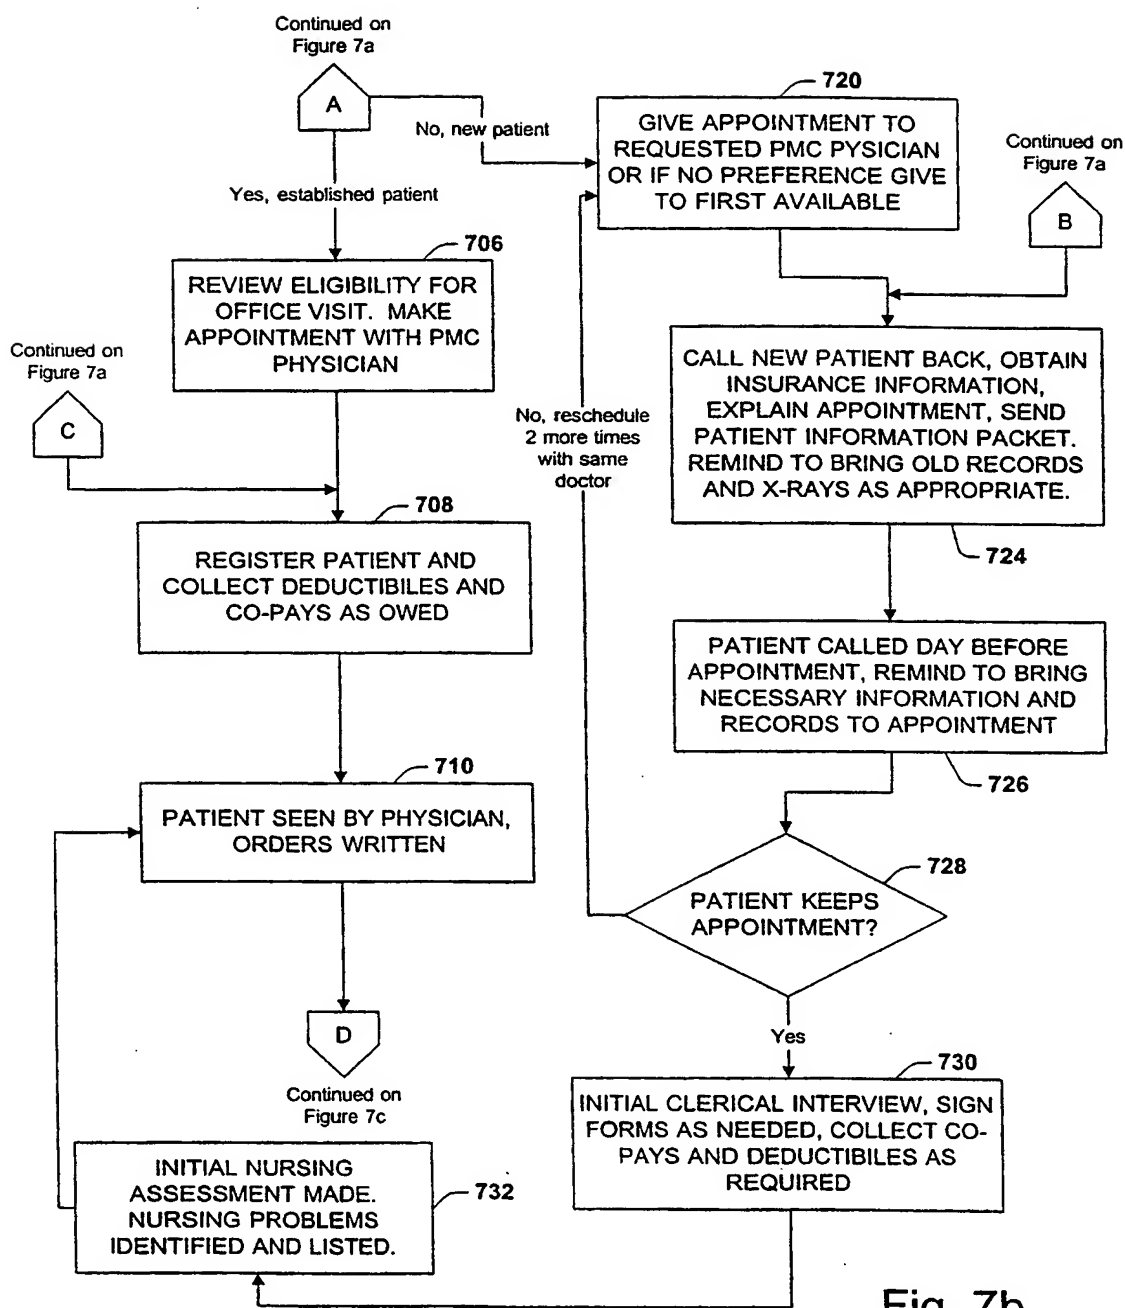 Continued on
Figure 7a
A
No, new patient
Yes, established patient
720
GIVE APPOINTMENT TO
REQUESTED PMC PYSICIAN
OR IF NO PREFERENCE GIVE
TO FIRST AVAILABLE
Continued on
Figure 7a
B
706
REVIEW ELIGIBILITY FOR
OFFICE VISIT. MAKE
APPOINTMENT WITH PMC
PHYSICIAN
Continued on
Figure 7a
C
No, reschedule
2 more times
with same
doctor
CALL NEW PATIENT BACK, OBTAIN
INSURANCE INFORMATION,
EXPLAIN APPOINTMENT, SEND
PATIENT INFORMATION PACKET.
REMIND TO BRING OLD RECORDS
AND X-RAYS AS APPROPRIATE.
724
708
REGISTER PATIENT AND
COLLECT DEDUCTIBILES AND
CO-PAYS AS OWED
PATIENT CALLED DAY BEFORE
APPOINTMENT, REMIND TO BRING
NECESSARY INFORMATION AND
RECORDS TO APPOINTMENT
726
710
PATIENT SEEN BY PHYSICIAN,
ORDERS WRITTEN
728
PATIENT KEEPS
APPOINTMENT?
D
Continued on
Figure 7c
Yes
730
INITIAL CLERICAL INTERVIEW, SIGN
FORMS AS NEEDED, COLLECT CO-
PAYS AND DEDUCTIBILES AS
REQUIRED
INITIAL NURSING
ASSESSMENT MADE.
NURSING PROBLEMS
IDENTIFIED AND LISTED.
732
Fig. 7b